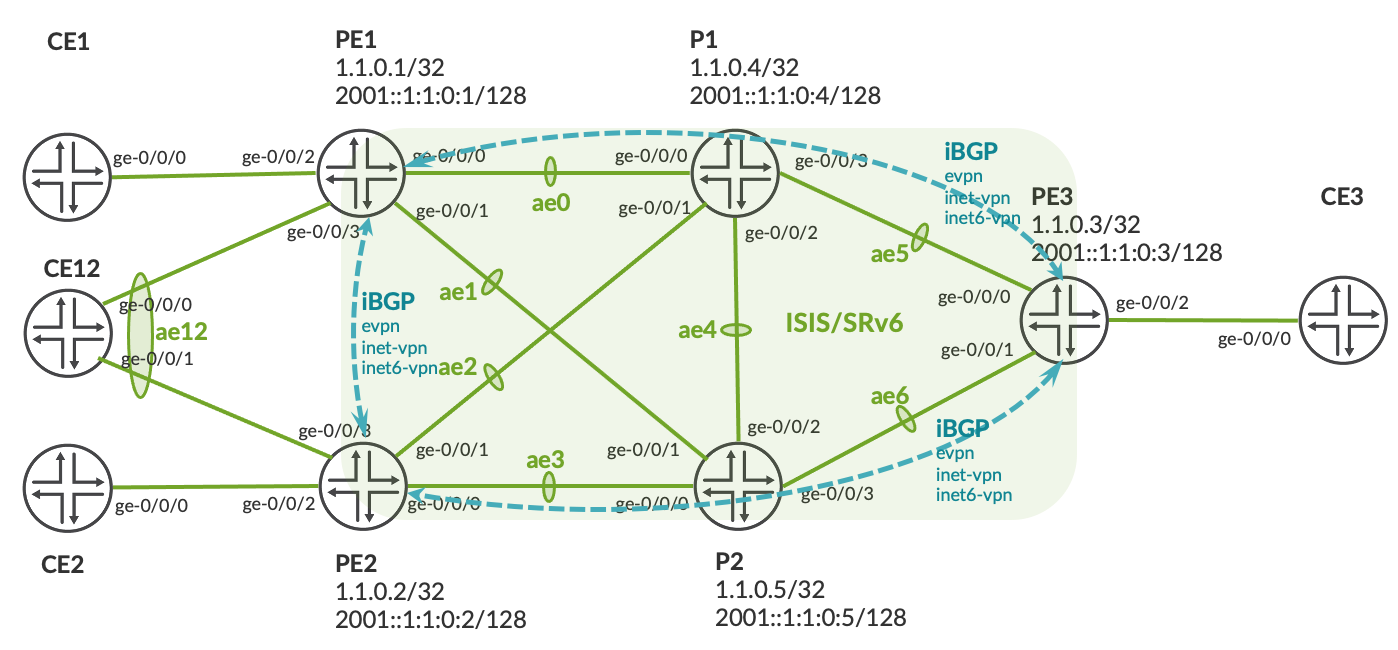 CE1
PE1
1.1.0.1/32
2001::1:1:0:1/128
P1
1.1.0.4/32
2001::1:1:0:4/128
ge-0/0/0
ge-0/0/2
ge-0/0/0
ge-0/0/0
ge-0/0/3
iBGP
evpn
inet-vpn
inet6-vpn
PE3
1.1.0.3/32
2001::1:1:0:3/128
CE3
ae0
ge-0/0/1
ge-0/0/1
ge-0/0/3
ge-0/0/2
ae5
CE12
ge-0/0/0
ae12
ge-0/0/1
iBGP
evpn
inet-vpn
inet6-vpn
ae1
ae2
ae4
ISIS/SRv6
ge-0/0/0
ge-0/0/1
ge-0/0/2
ge-0/0/0
ae6
iBGP
evpn
inet-vpn
inet6-vpn
ge-0/0/3
ge-0/0/1
ae3
ge-0/0/1
ge-0/0/2
ge-0/0/0
ge-0/0/2
ge-0/0/0
ge-0/0/0
ge-0/0/3
CE2
PE2
1.1.0.2/32
2001::1:1:0:2/128
P2
1.1.0.5/32
2001::1:1:0:5/128